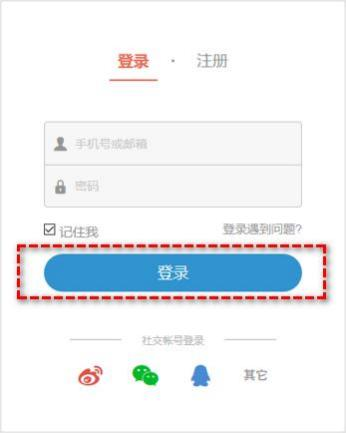 登录 · 注册
手机号或邮箱
密码
记住我 登录遇到问题?
登录
社交帐号登录
其它